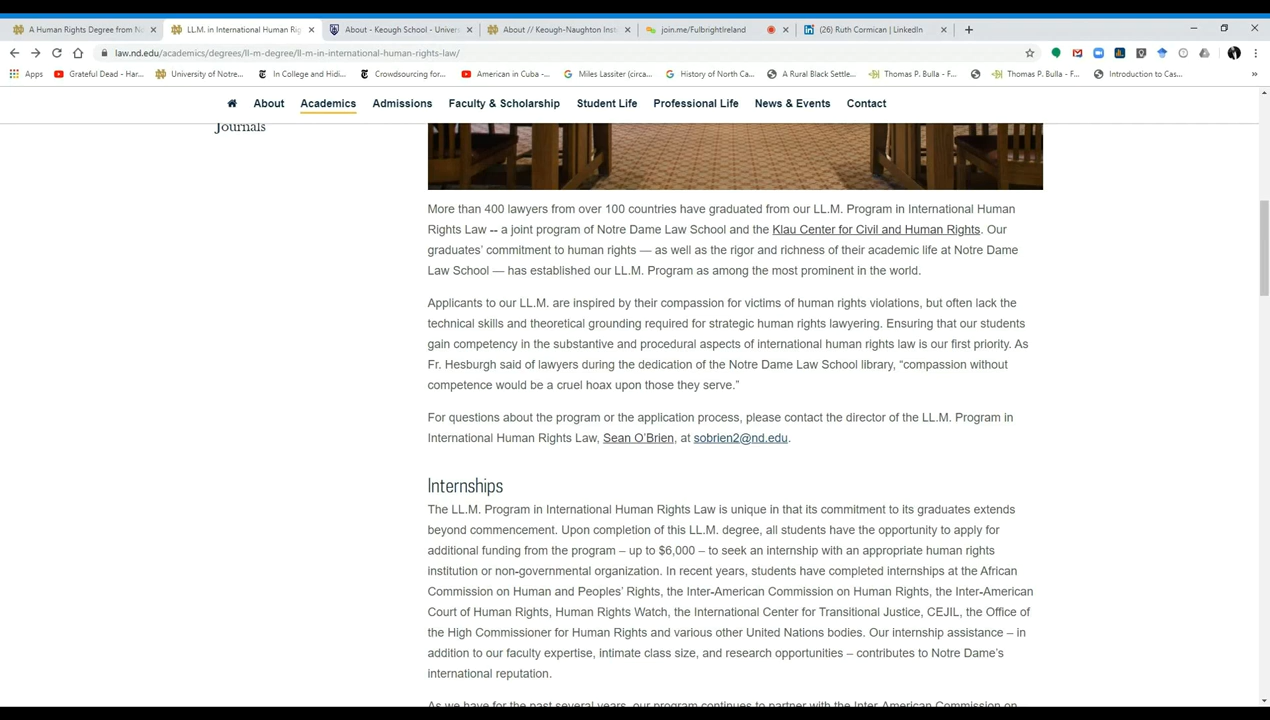 A Human Rights Degree from No
LL.M. in International Human Rig
About - Keough School - Univers
About // Keough-Naughton Insti
join.me/FulbrightIreland
(26) Ruth Cormican | LinkedIn
law.nd.edu/academics/degrees/ll-m-degree/ll-m-in-international-human-rights-law/
Apps
Grateful Dead - Har...
University of Notre...
In College and Hidi...
Crowdsourcing for...
American in Cuba -...
Miles Lassiter (circa...
History of North Ca...
A Rural Black Settle...
Thomas P. Bulla - F...
Thomas P. Bulla - F...
Introduction to Cas...
About
Academics
Admissions
Faculty & Scholarship
Student Life
Professional Life
News & Events
Contact
Journals
More than 400 lawyers from over 100 countries have graduated from our LL.M. Program in International Human
Rights Law -- a joint program of Notre Dame Law School and the Klau Center for Civil and Human Rights. Our
graduates' commitment to human rights — as well as the rigor and richness of their academic life at Notre Dame
Law School — has established our LL.M. Program as among the most prominent in the world.
Applicants to our LL.M. are inspired by their compassion for victims of human rights violations, but often lack the
technical skills and theoretical grounding required for strategic human rights lawyering. Ensuring that our students
gain competency in the substantive and procedural aspects of international human rights law is our first priority. As
Fr. Hesburgh said of lawyers during the dedication of the Notre Dame Law School library, “compassion without
competence would be a cruel hoax upon those they serve.”
For questions about the program or the application process, please contact the director of the LL.M. Program in
International Human Rights Law, Sean O’Brien, at sobrien2@nd.edu.
Internships
The LL.M. Program in International Human Rights Law is unique in that its commitment to its graduates extends
beyond commencement. Upon completion of this LL.M. degree, all students have the opportunity to apply for
additional funding from the program – up to $6,000 – to seek an internship with an appropriate human rights
institution or non-governmental organization. In recent years, students have completed internships at the African
Commission on Human and Peoples’ Rights, the Inter-American Commission on Human Rights, the Inter-American
Court of Human Rights, Human Rights Watch, the International Center for Transitional Justice, CEJIL, the Office of
the High Commissioner for Human Rights and various other United Nations bodies. Our internship assistance – in
addition to our faculty expertise, intimate class size, and research opportunities – contributes to Notre Dame’s
international reputation.
As we have for the past several years, our program continues to partner with the Inter-American Commission on